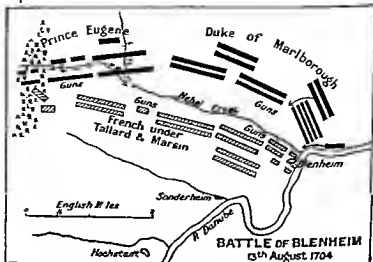 Prince Eugene
Duke of Marlborough
Guns
Guns
Guns
Nebel Creek
Guns
French under
Tallard & Marsin
Blenheim
English Miles
Sonderheim
R. Danube
Hochstadt
BATTLE OF BLENHEIM
13th August 1704